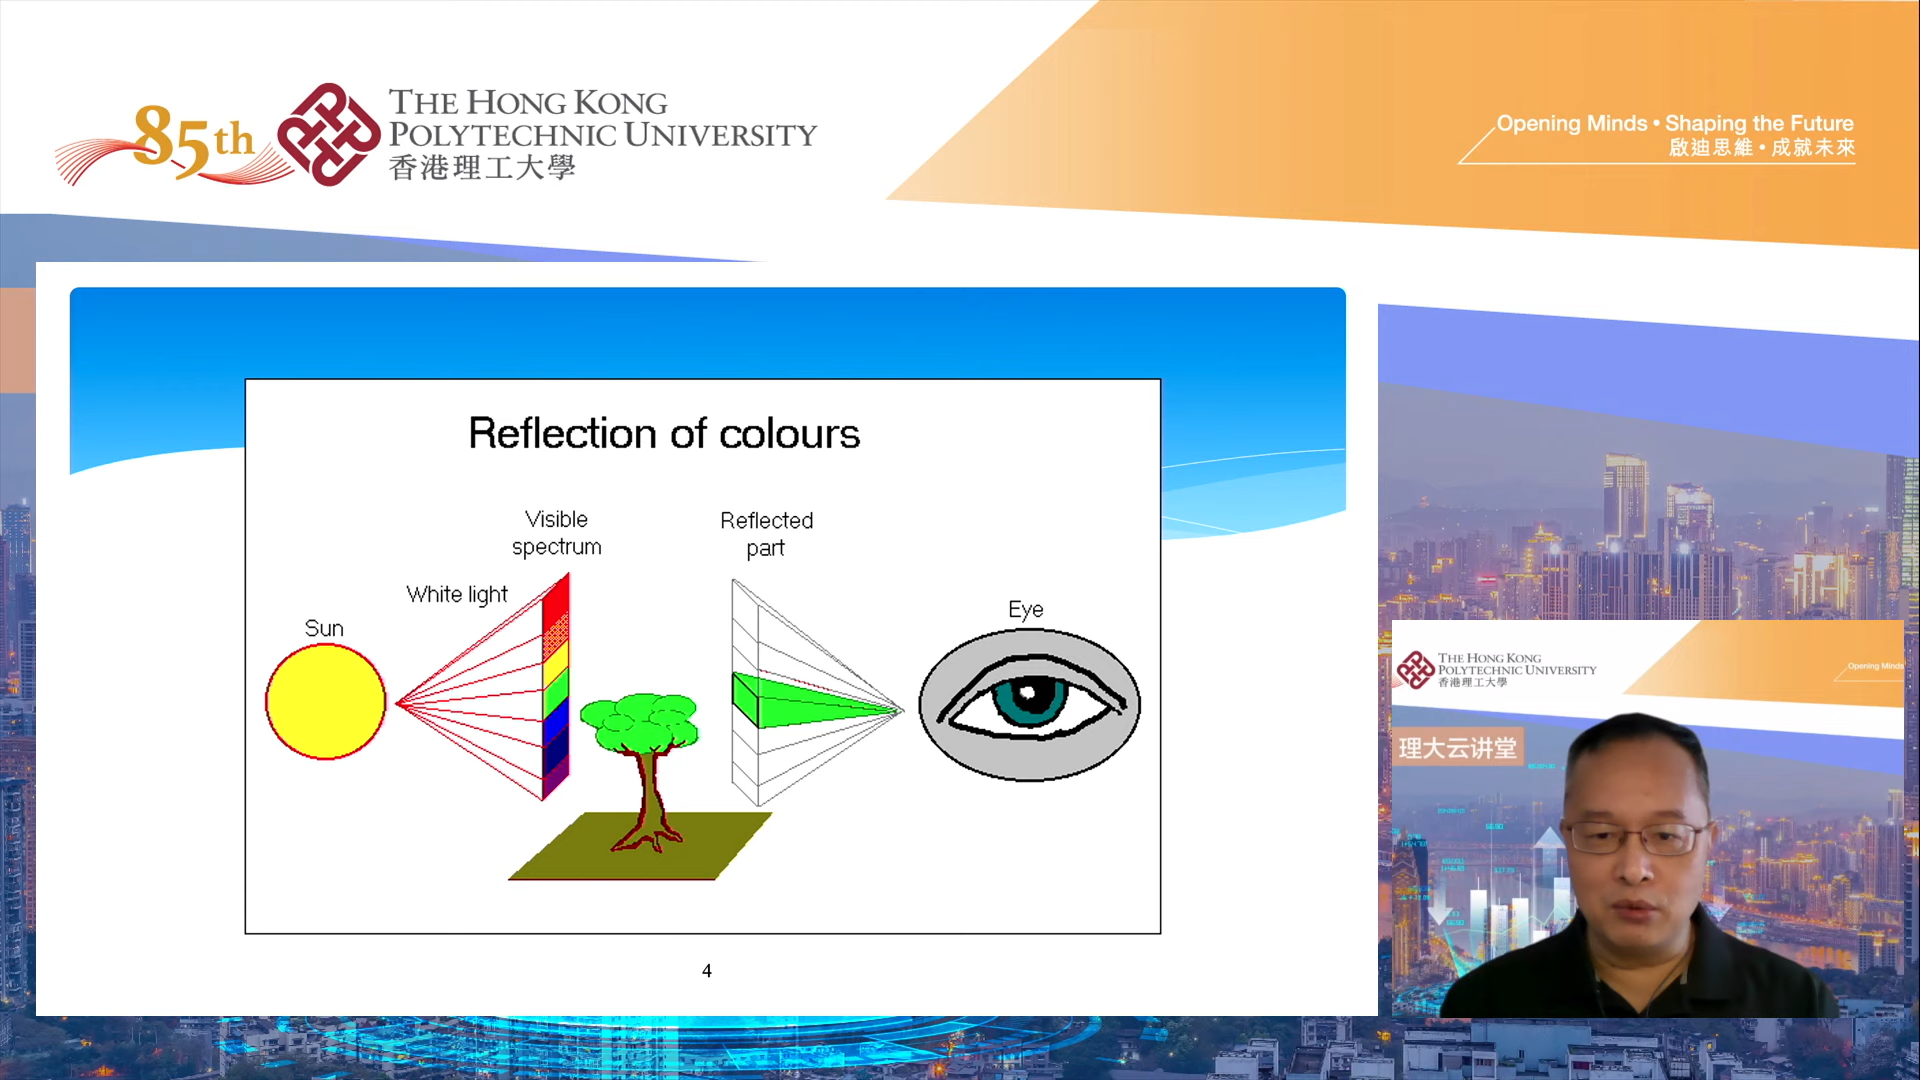 85th
THE HONG KONG
POLYTECHNIC UNIVERSITY
香港理工大學
Opening Minds • Shaping the Future
啟迪思維 • 成就未來
Reflection of colours
Visible
spectrum
Reflected
part
White light
Sun
Eye
4
THE HONG KONG
POLYTECHNIC UNIVERSITY
香港理工大學
Opening Minds
理大云讲堂